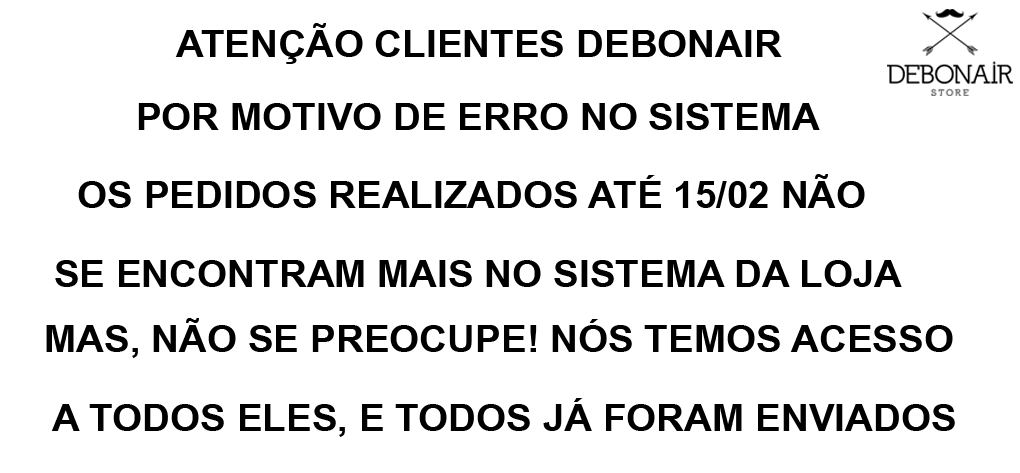 ATENÇÃO CLIENTES DEBONAIR
DEBONAIR
STORE
POR MOTIVO DE ERRO NO SISTEMA
OS PEDIDOS REALIZADOS ATÉ 15/02 NÃO
SE ENCONTRAM MAIS NO SISTEMA DA LOJA
MAS, NÃO SE PREOCUPE! NÓS TEMOS ACESSO
A TODOS ELES, E TODOS JÁ FORAM ENVIADOS